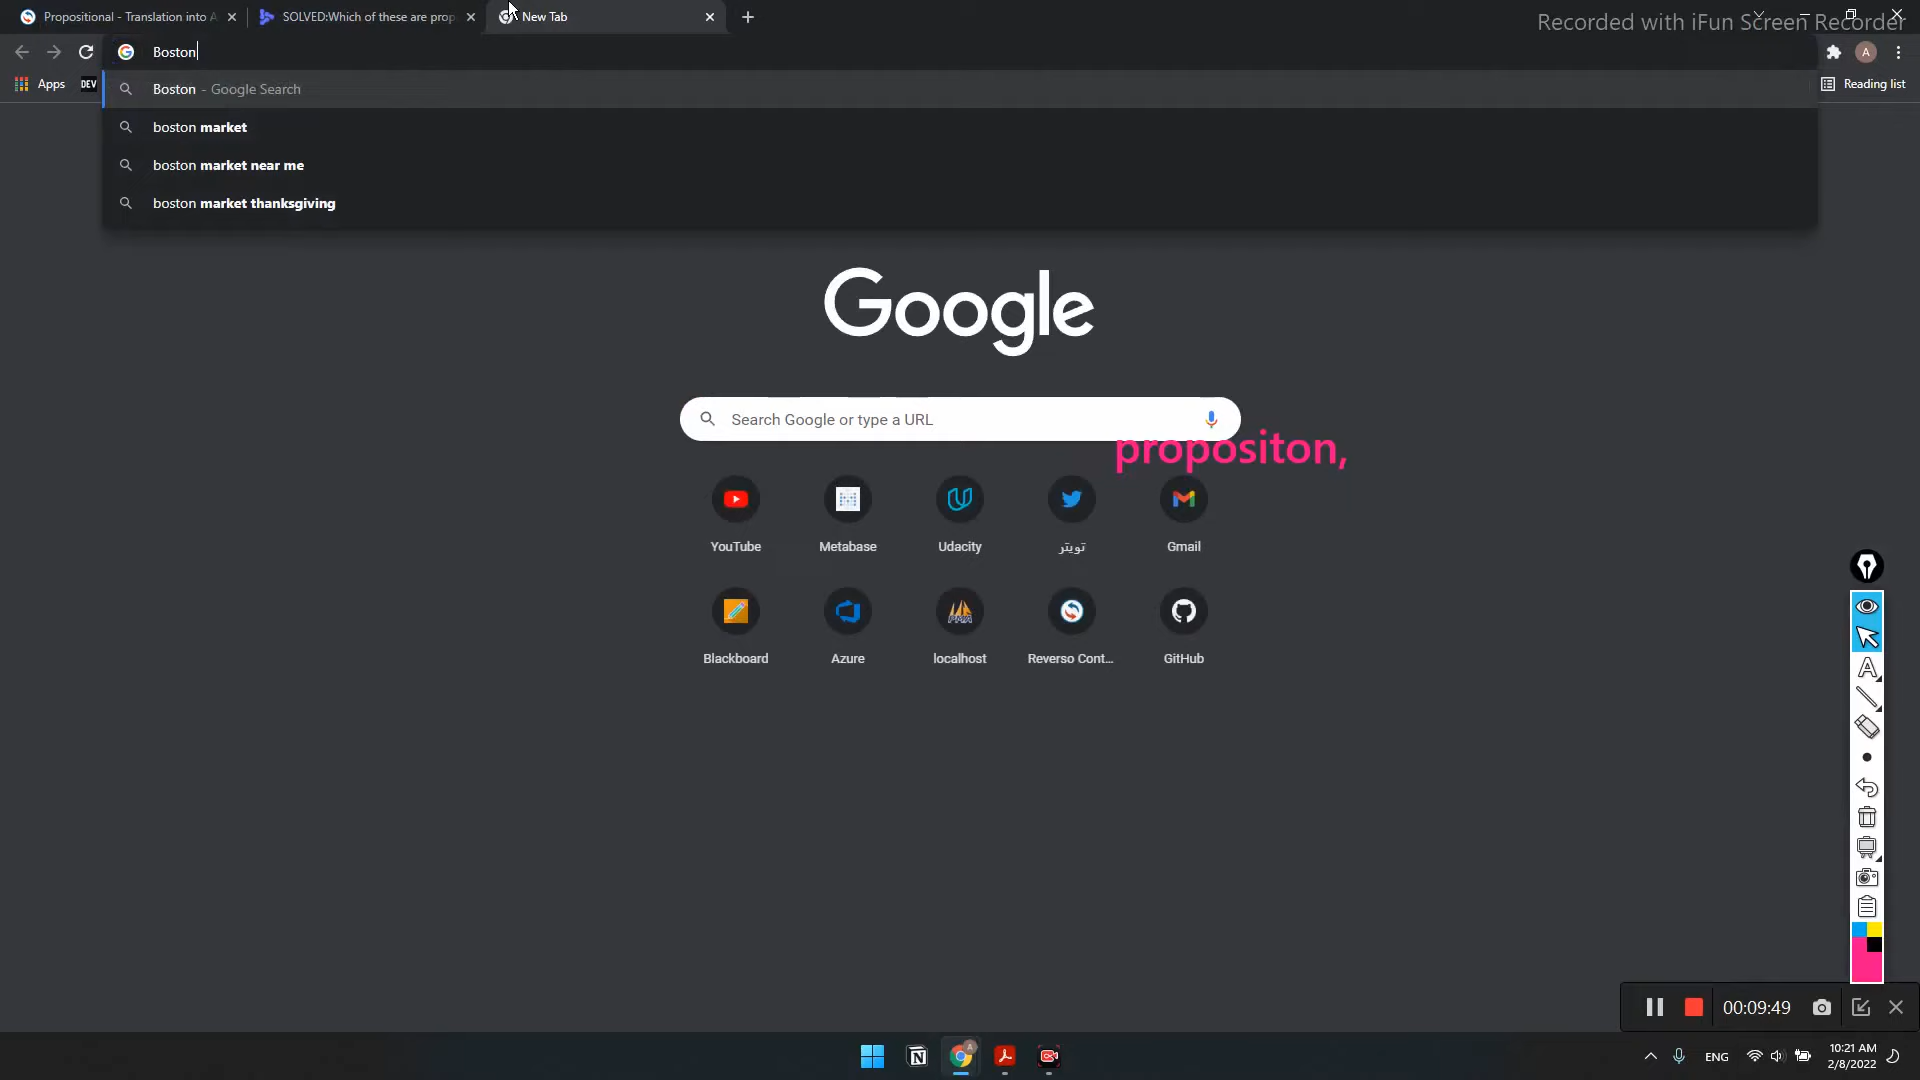 Propositional - Translation into A
SOLVED:Which of these are prop
New Tab
Recorded with iFun Screen Recorder
Boston
A
Apps
DEV
Boston - Google Search
Reading list
boston market
boston market near me
boston market thanksgiving
Google
Search Google or type a URL
propositon,
YouTube
Metabase
Udacity
تويتر
Gmail
Blackboard
Azure
localhost
Reverso Cont...
GitHub
00:09:49
ENG
10:21 AM
2/8/2022